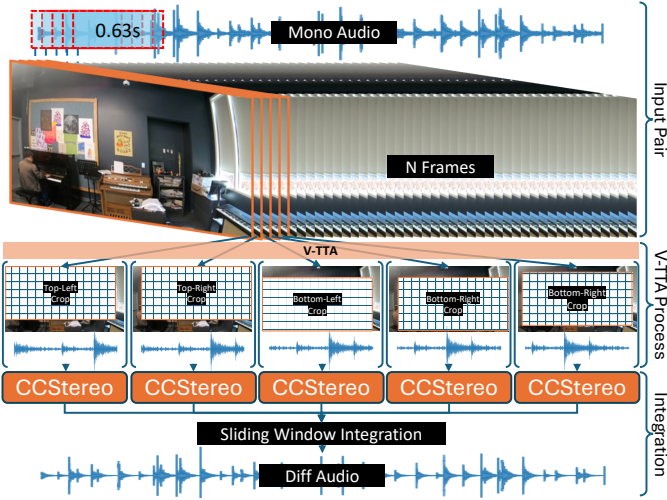 0.63s
Mono Audio
Input Pair
N Frames
V-TTA
V-TTA Process
Top-Left
Crop
Top-Right
Crop
Bottom-Left
Crop
Bottom-Right
Crop
Bottom-Right
Crop
CCStereo
CCStereo
CCStereo
CCStereo
CCStereo
Integration
Sliding Window Integration
Diff Audio